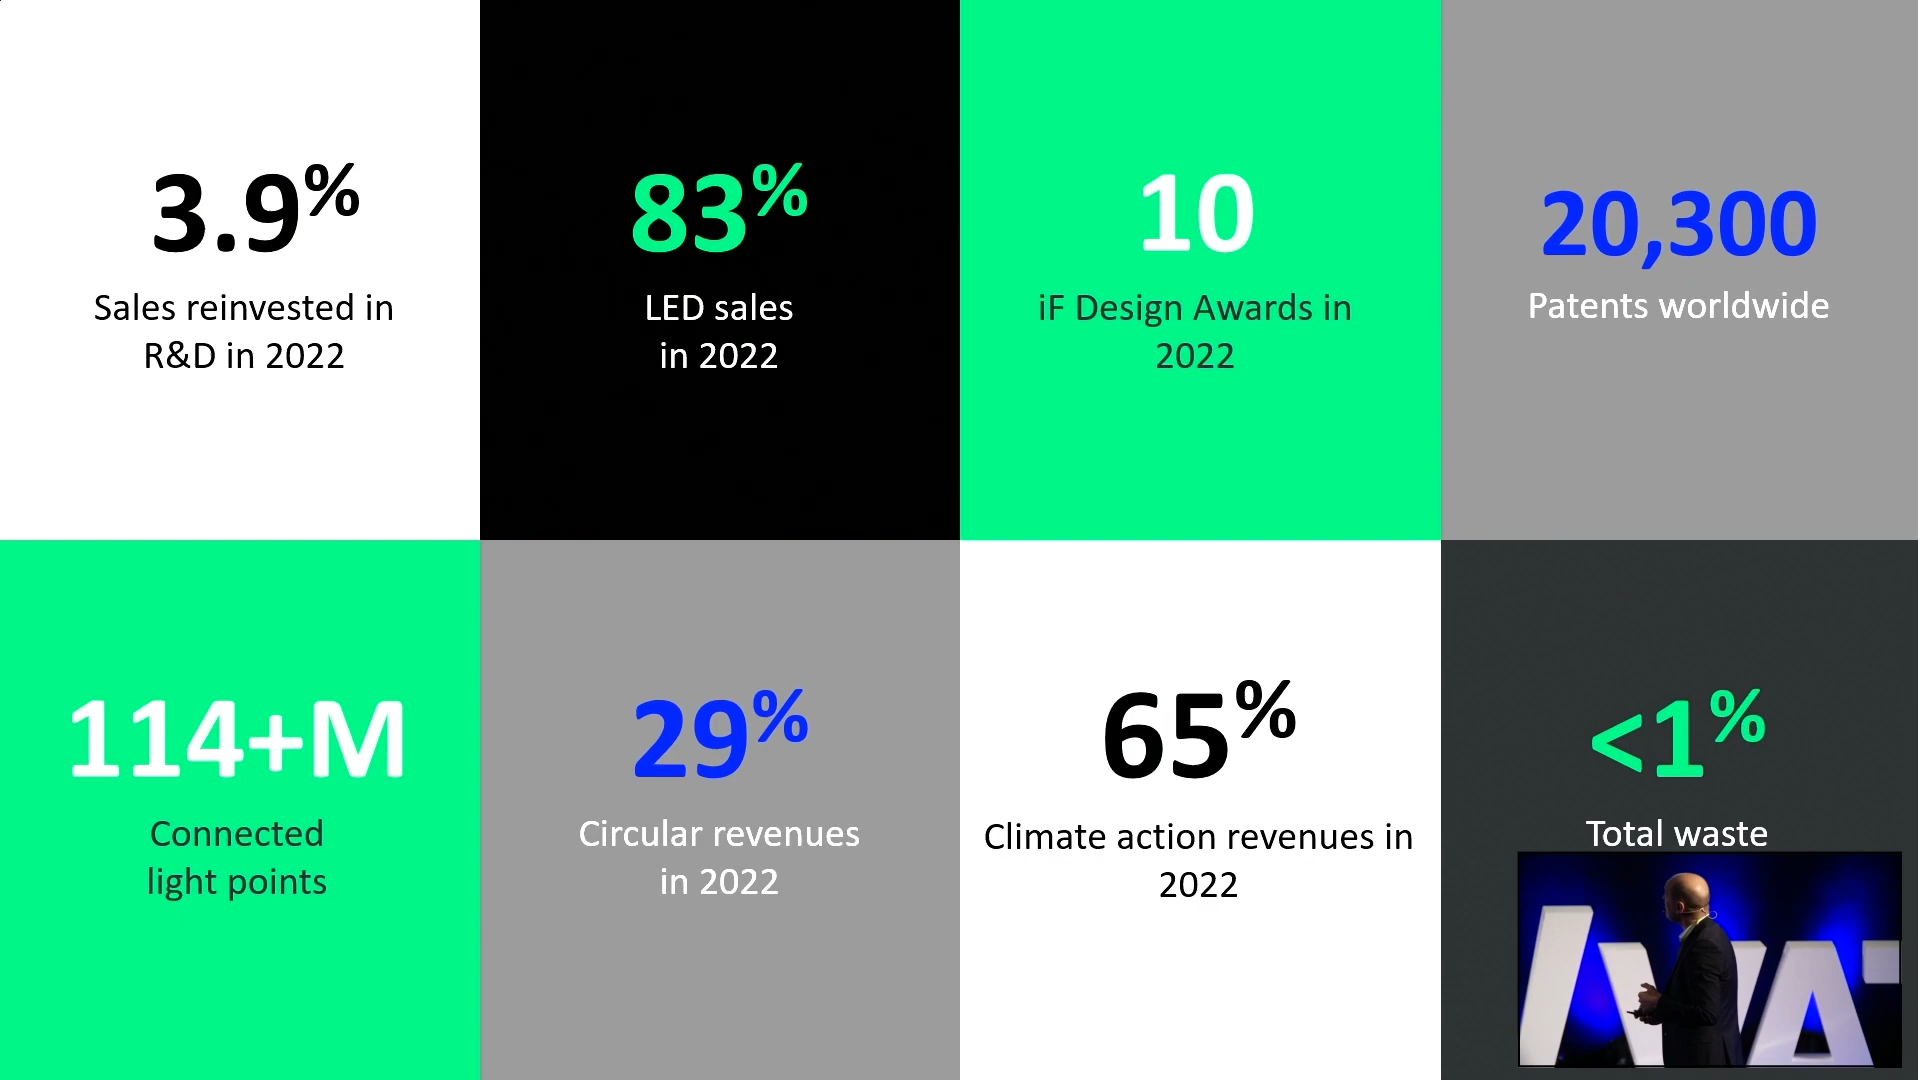 3.9%
Sales reinvested in
R&D in 2022
83%
LED sales
in 2022
10
iF Design Awards in
2022
20,300
Patents worldwide
114+M
Connected
light points
29%
Circular revenues
in 2022
65%
Climate action revenues in
2022
<1%
Total waste